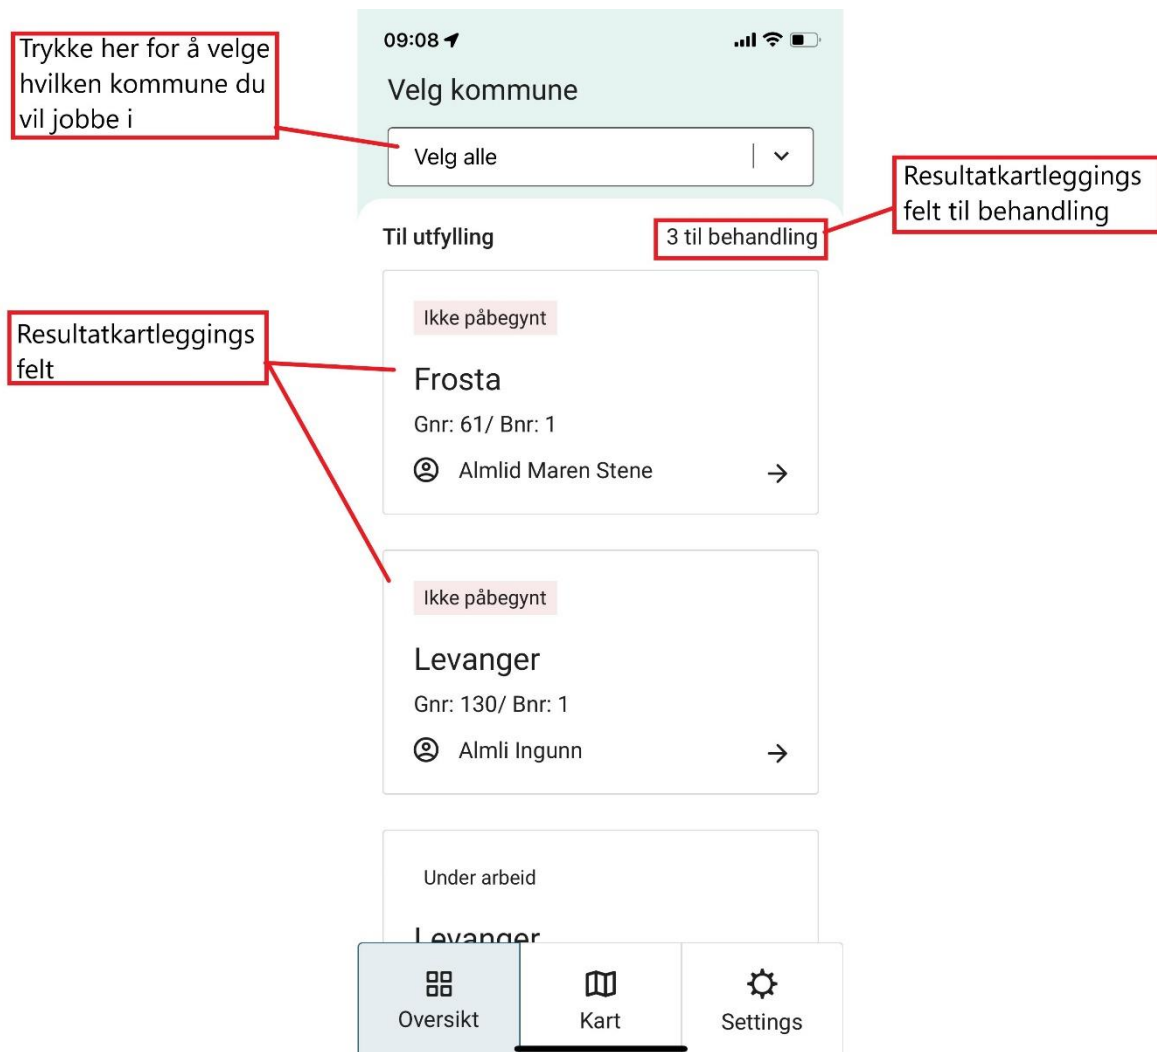 Trykke her for å velge
hvilken kommune du
vil jobbe i
09:08
Velg kommune
Velg alle
Resultatkartleggings
felt til behandling
Til utfylling
3 til behandling
Resultatkartleggings
felt
Ikke påbegynt
Frosta
Gnr: 61/ Bnr: 1
Almlid Maren Stene
Ikke påbegynt
Levanger
Gnr: 130/ Bnr: 1
Almli Ingunn
Under arbeid
Levanger
Oversikt
Kart
Settings